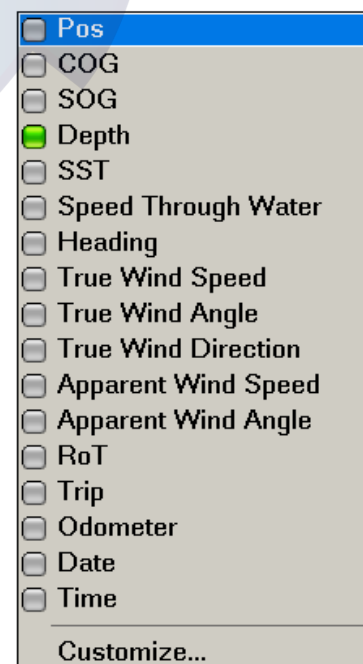 Pos
COG
SOG
Depth
SST
Speed Through Water
Heading
True Wind Speed
True Wind Angle
True Wind Direction
Apparent Wind Speed
Apparent Wind Angle
RoT
Trip
Odometer
Date
Time
Customize...